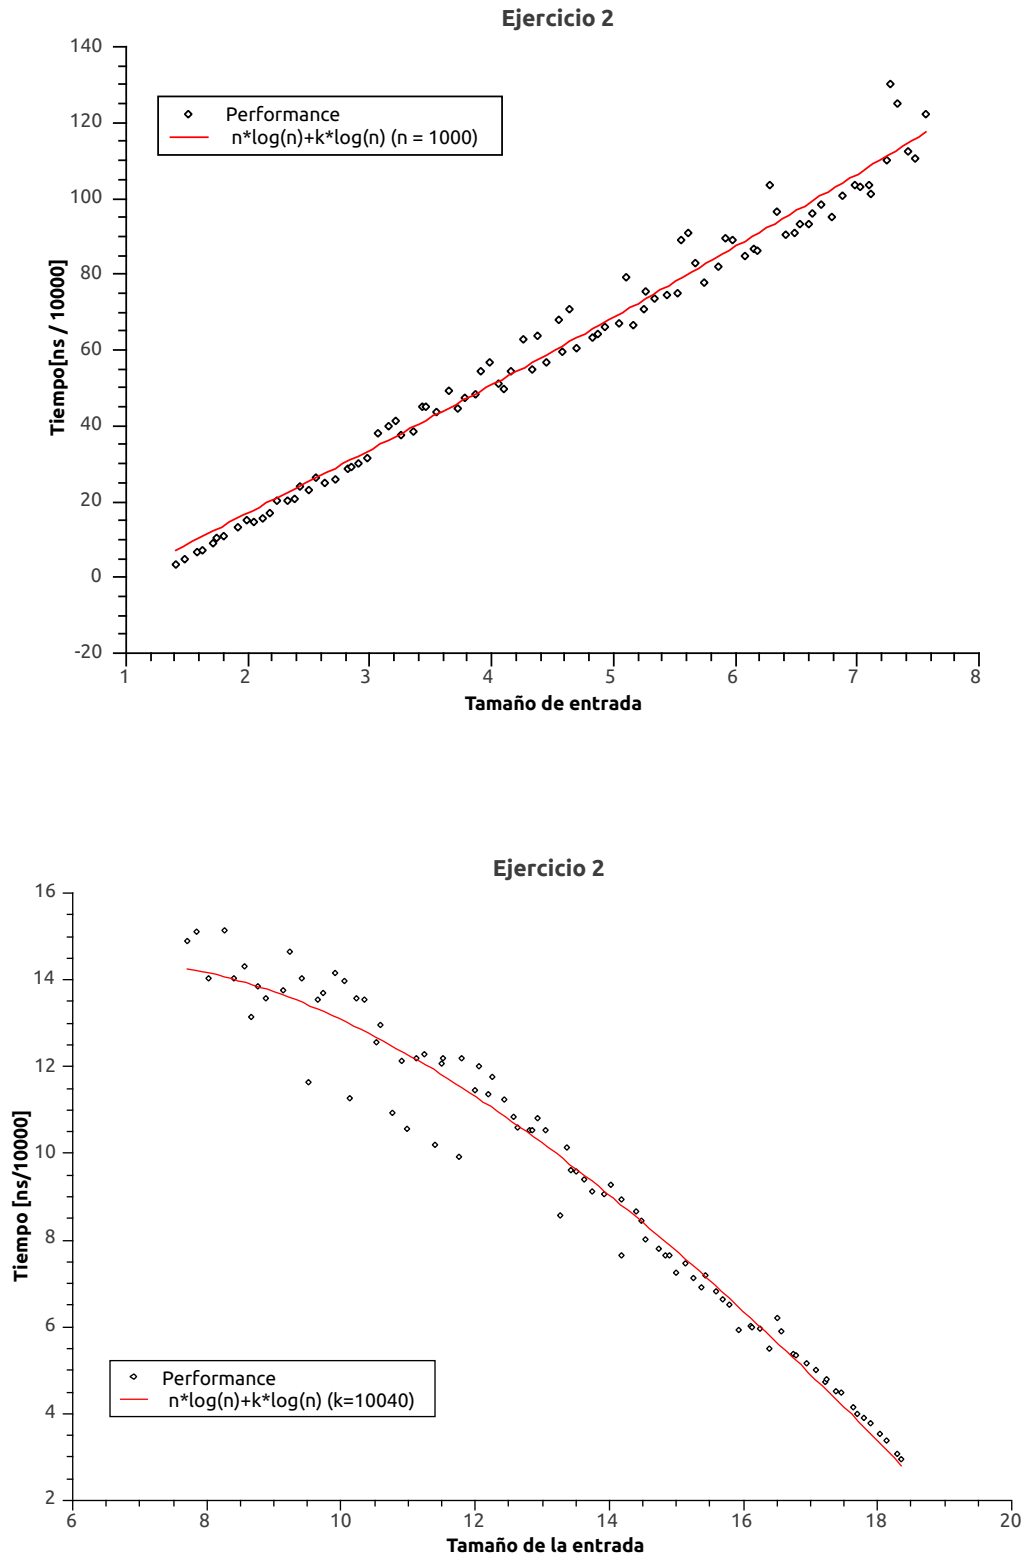 Ejercicio 2
140
120
100
80
60
40
20
0
-20
Tiempo[ns / 10000]
Performance
n*log(n)+k*log(n) (n = 1000)
1 2 3 4 5 6 7 8
Tamaño de entrada
Ejercicio 2
16
14
12
10
8
6
4
2
Tiempo [ns/10000]
Performance
n*log(n)+k*log(n) (k=10040)
6 8 10 12 14 16 18 20
Tamaño de la entrada